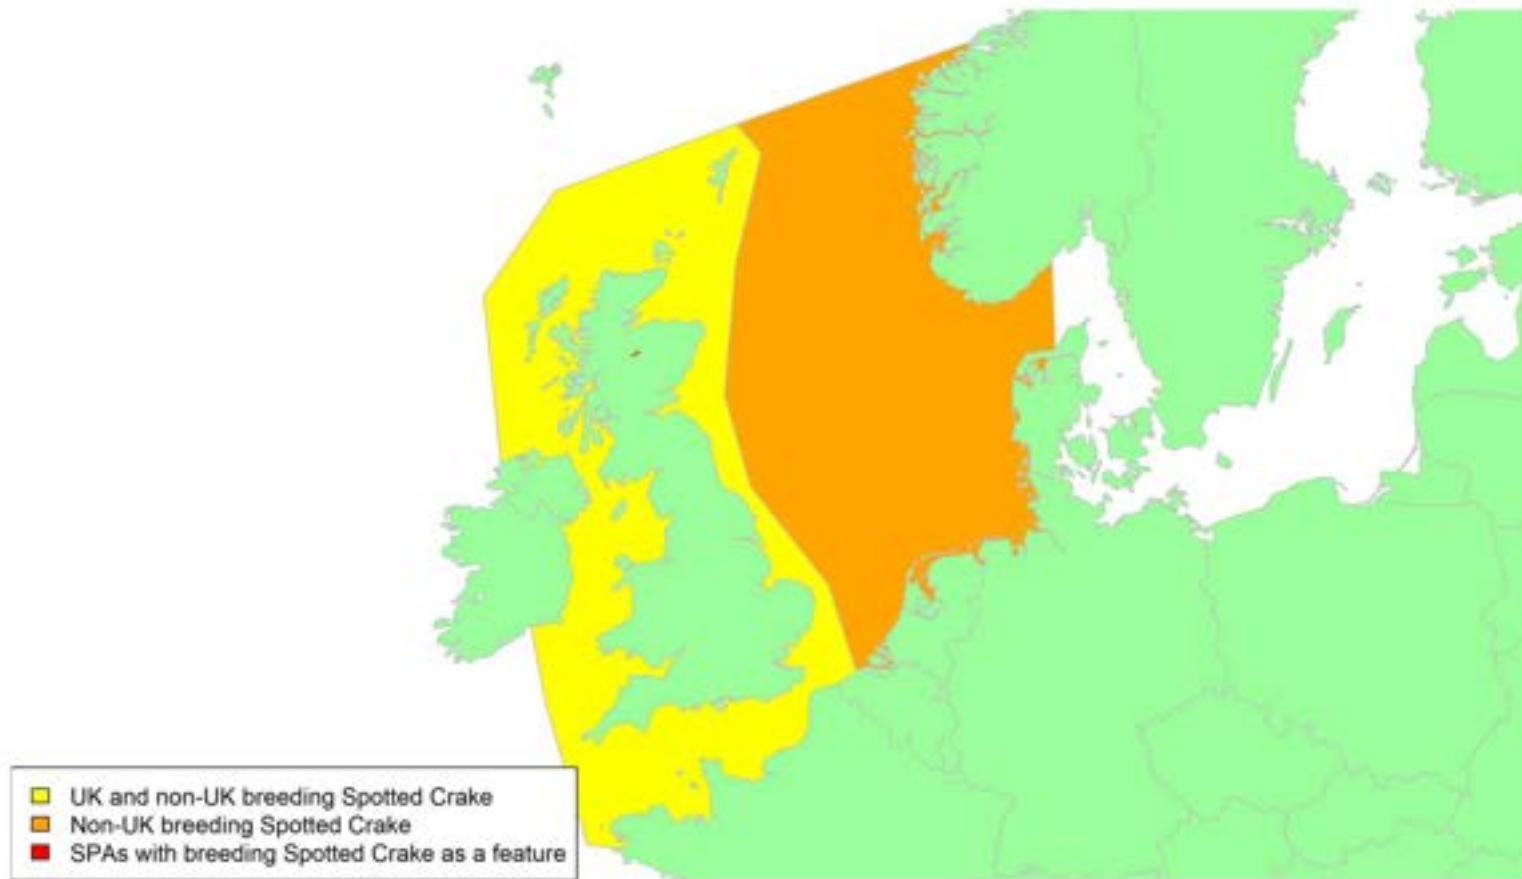 UK and non-UK breeding Spotted Crake
Non-UK breeding Spotted Crake
SPAs with breeding Spotted Crake as a feature